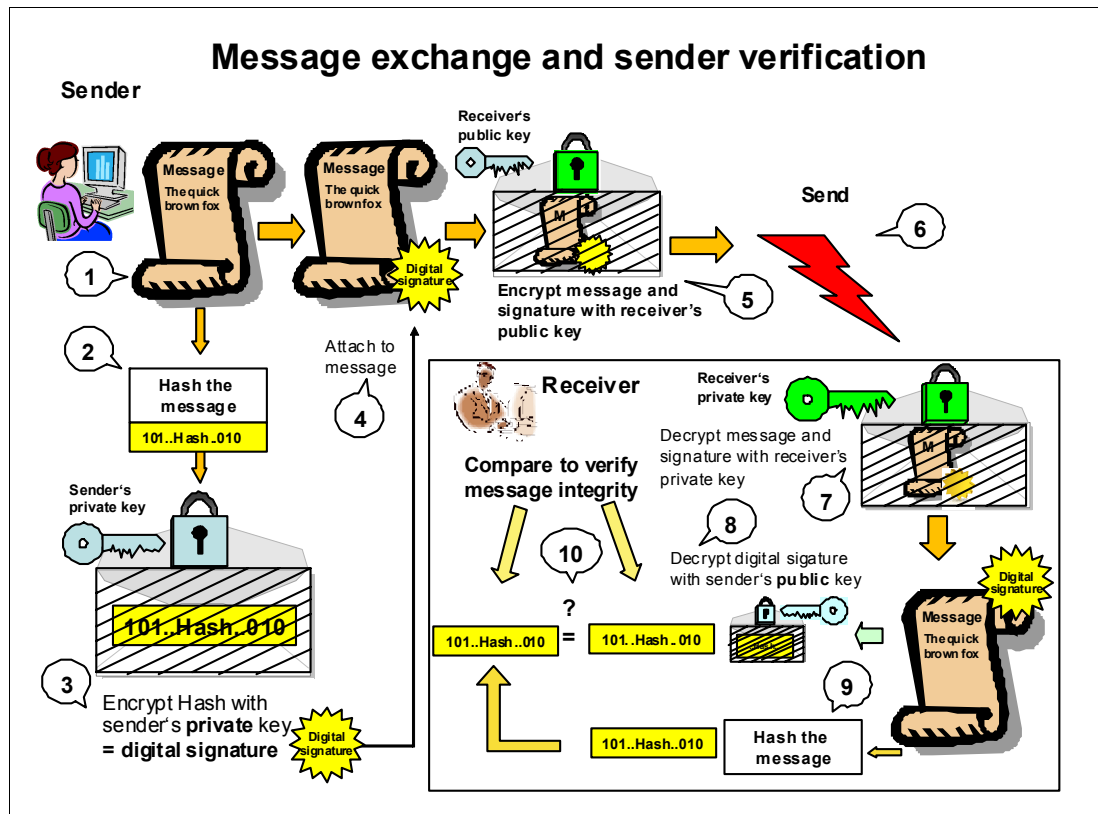 Message exchange and sender verification
Sender
Message
The quick
brown fox
Message
The quick
brown fox
Digital
signature
Receiver's
public key
M
Encrypt message and
signature with receiver's
public key
Send
1
2
3
4
5
6
Hash the
message
101..Hash..010
Attach to
message
Sender's
private key
101..Hash..010
Encrypt Hash with
sender's private key
= digital signature
Digital
signature
Receiver
Compare to verify
message integrity
Receiver's
private key
M
Decrypt message and
signature with receiver's
private key
7
8
Decrypt digital sigature
with sender's public key
10
?
101..Hash..010
=
101..Hash..010
Digital
signature
Message
The quick
brown fox
9
101..Hash..010
Hash the
message